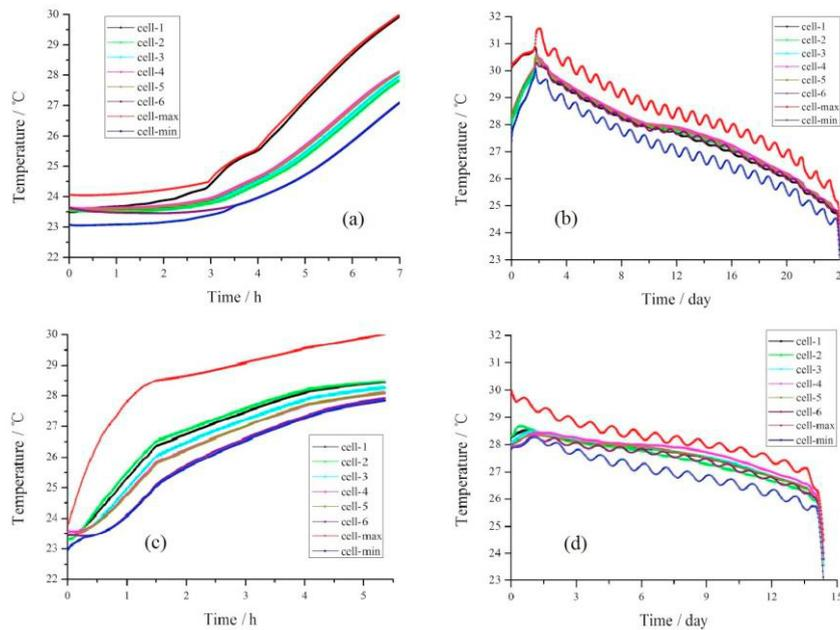 30
29
28
27
26
25
24
23
22
Temperature / ℃
cell-1
cell-2
cell-3
cell-4
cell-5
cell-6
cell-max
cell-min
(a)
0 1 2 3 4 5 6 7
Time / h
32
31
30
29
28
27
26
25
24
23
Temperature / ℃
cell-1
cell-2
cell-3
cell-4
cell-5
cell-6
cell-max
cell-min
(b)
0 4 8 12 16 20
Time / day
30
29
28
27
26
25
24
23
22
Temperature / ℃
cell-1
cell-2
cell-3
cell-4
cell-5
cell-6
cell-max
cell-min
(c)
0 1 2 3 4 5
Time / h
32
31
30
29
28
27
26
25
24
23
Temperature / ℃
cell-1
cell-2
cell-3
cell-4
cell-5
cell-6
cell-max
cell-min
(d)
0 3 6 9 12 15
Time / day